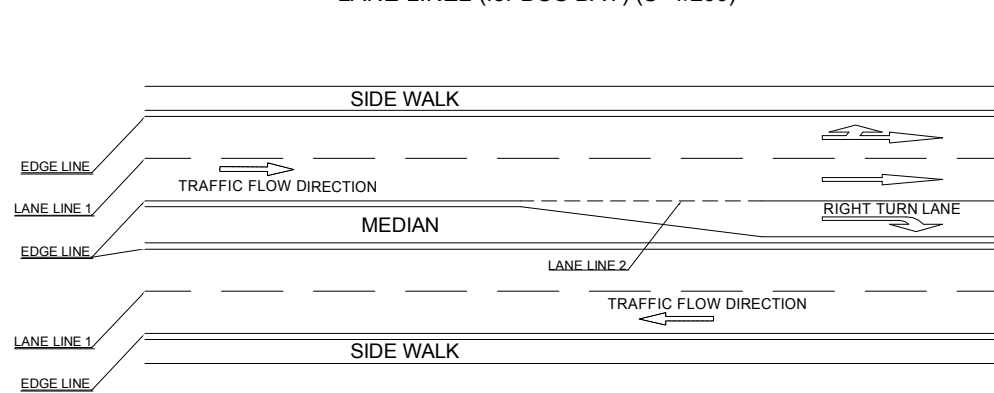 SIDE WALK
EDGE LINE
TRAFFIC FLOW DIRECTION
LANE LINE 1
RIGHT TURN LANE
MEDIAN
EDGE LINE
LANE LINE 2
TRAFFIC FLOW DIRECTION
LANE LINE 1
SIDE WALK
EDGE LINE